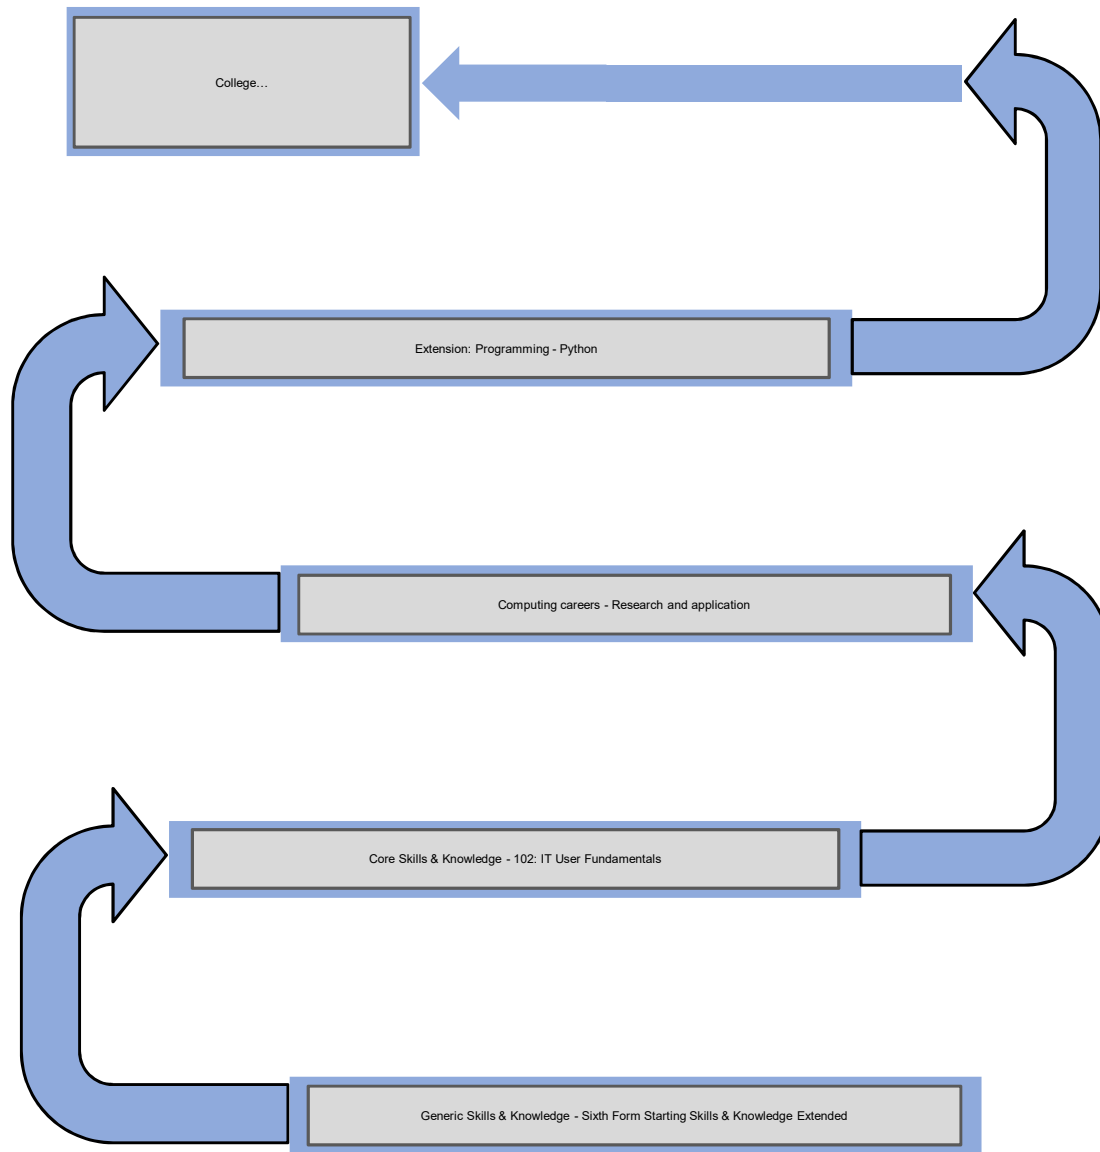 College…
Extension: Programming - Python
Computing careers - Research and application
Core Skills & Knowledge - 102: IT User Fundamentals
Generic Skills & Knowledge - Sixth Form Starting Skills & Knowledge Extended